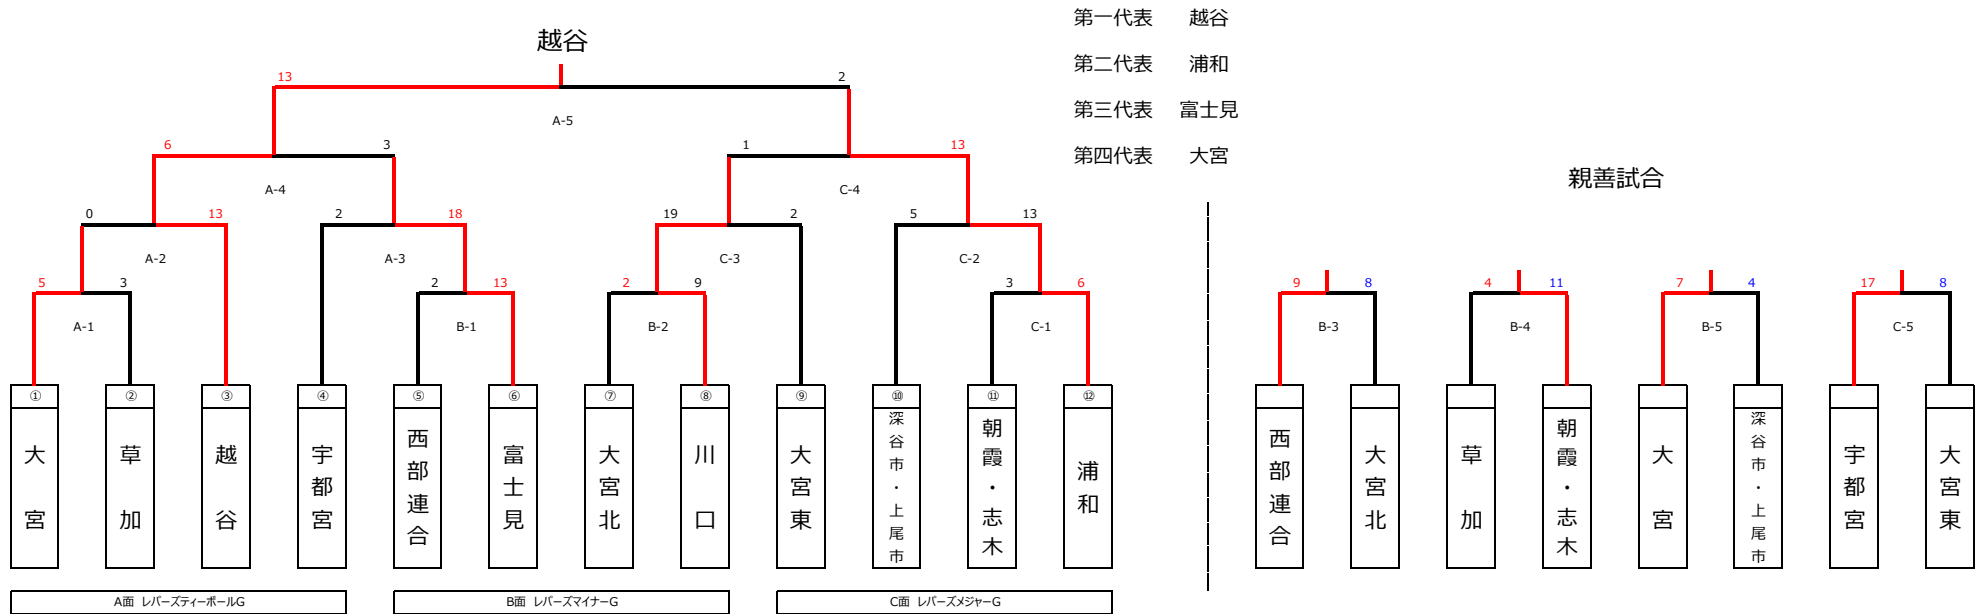 第一代表 越谷
越谷
第二代表 浦和
13 2
第三代表 富士見
A-5
6 3 1 13
第四代表 大宮
親善試合
A-4 C-4
0 13 2 18 19 2 5 13
A-2 A-3 C-3 C-2
5 3 2 13 2 9 3 6 9 8 4 11 7 4 17 8
A-1 B-1 B-2 C-1 B-3 B-4 B-5 C-5
① ② ③ ④ ⑤ ⑥ ⑦ ⑧ ⑨ ⑩ ⑪ ⑫
大宮
草加
越谷
宇都宮
西部連合
富士見
大宮北
川口
大宮東
深谷市・上尾市
朝霞・志木
浦和
西部連合
大宮北
草加
朝霞・志木
大宮
深谷市・上尾市
宇都宮
大宮東
A面 レバーズティーボールG
B面 レバーズマイナーG
C面 レバーズメジャーG